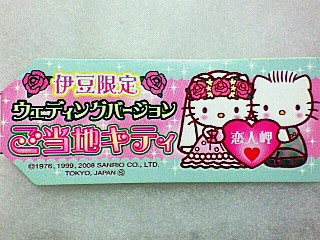 伊豆限定
ウェディングバージョン
ご当地キティ
恋人岬
©1976, 1999, 2008 SANRIO CO., LTD.
TOKYO, JAPAN Ⓢ